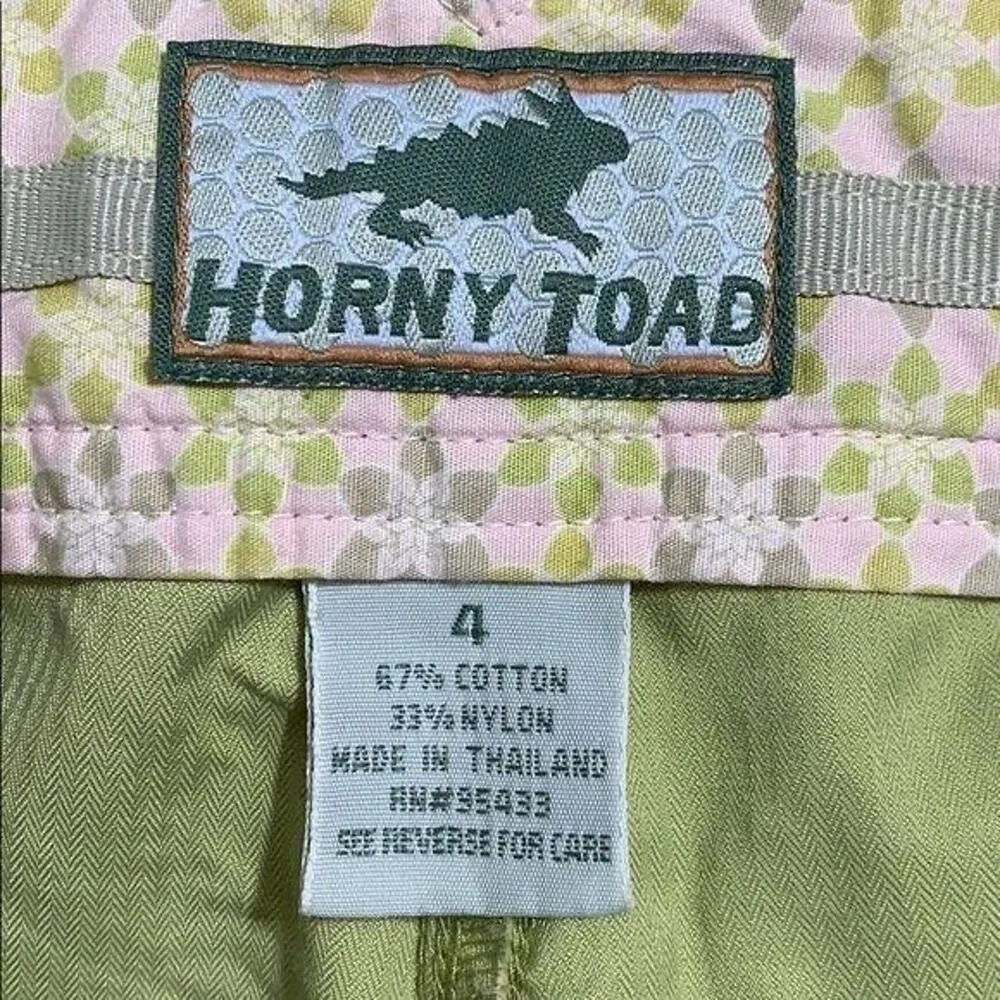 HORNY TOAD
4
67% COTTON
33% NYLON
MADE IN THAILAND
RN#95433
SEE REVERSE FOR CARE